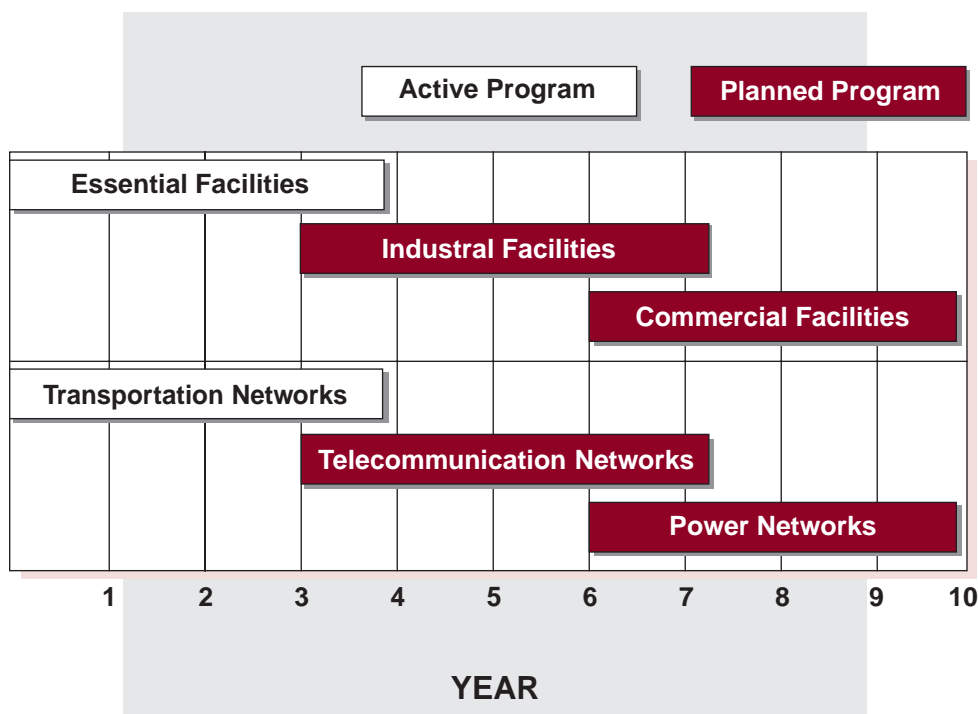 Active Program
Planned Program
Essential Facilities
Industral Facilities
Commercial Facilities
Transportation Networks
Telecommunication Networks
Power Networks
1 2 3 4 5 6 7 8 9 10
YEAR